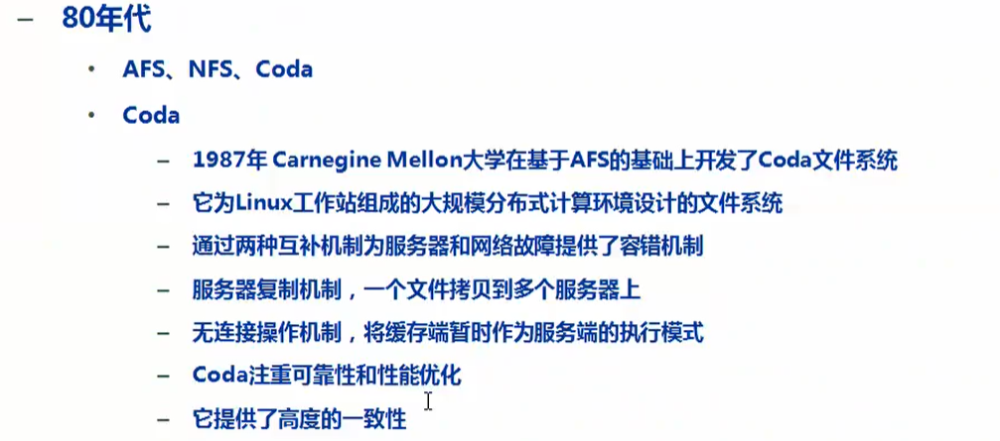 – 80年代
• AFS、NFS、Coda
• Coda
– 1987年 Carnegine Mellon大学在基于AFS的基础上开发了Coda文件系统
– 它为Linux工作站组成的大规模分布式计算环境设计的文件系统
– 通过两种互补机制为服务器和网络故障提供了容错机制
– 服务器复制机制，一个文件拷贝到多个服务器上
– 无连接操作机制，将缓存端暂时作为服务端的执行模式
– Coda注重可靠性和性能优化
– 它提供了高度的一致性